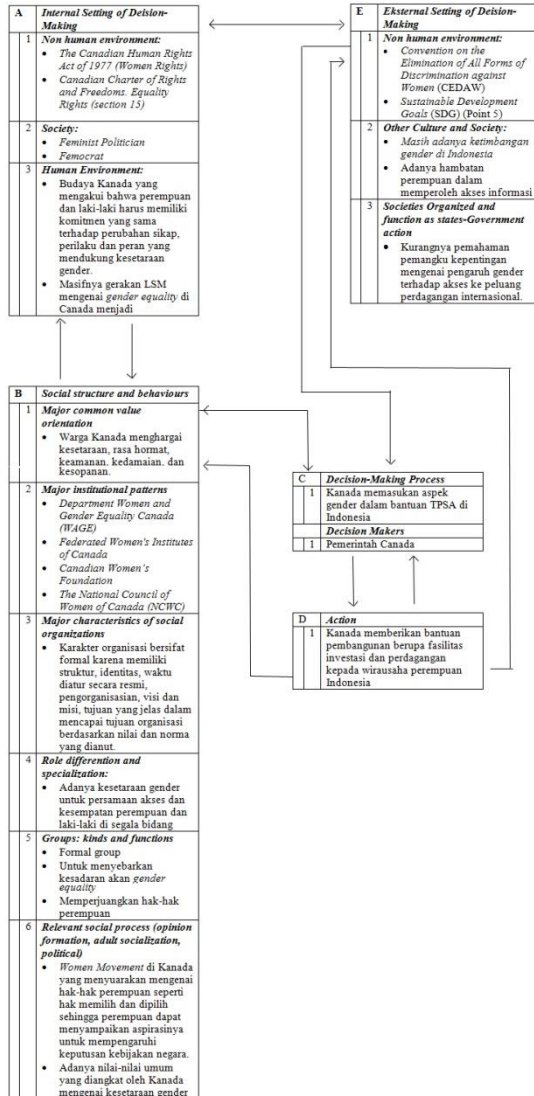 A Internal Setting of Deision-
Making
1 Non human environment:
• The Canadian Human Rights
Act of 1977 (Women Rights)
• Canadian Charter of Rights
and Freedoms. Equality
Rights (section 15)
2 Society:
• Feminist Politician
• Femocrat
3 Human Environment:
• Budaya Kanada yang
mengakui bahwa perempuan
dan laki-laki harus memiliki
komitmen yang sama
terhadap perubahan sikap,
perilaku dan peran yang
mendukung kesetaraan
gender.
• Masifnya gerakan LSM
mengenai gender equality di
Canada menjadi
E Eksternal Setting of Deision-
Making
1 Non human environment:
• Convention on the
Elimination of All Forms of
Discrimination against
Women (CEDAW)
• Sustainable Development
Goals (SDG) (Point 5)
2 Other Culture and Society:
• Masih adanya ketimbangan
gender di Indonesia
• Adanya hambatan
perempuan dalam
memperoleh akses informasi
3 Societies Organized and
function as states-Government
action
• Kurangnya pemahaman
pemangku kepentingan
mengenai pengaruh gender
terhadap akses ke peluang
perdagangan internasional.
B Social structure and behaviours
1 Major common value
orientation
• Warga Kanada menghargai
kesetaraan, rasa hormat,
keamanan, kedamaian, dan
kesopanan.
2 Major institutional patterns
• Department Women and
Gender Equality Canada
(WAGE)
• Federated Women's Institutes
of Canada
• Canadian Women's
Foundation
• The National Council of
Women of Canada (NCWC)
3 Major characteristics of social
organizations
• Karakter organisasi bersifat
formal karena memiliki
struktur, identitas, waktu
diatur secara resmi,
pengorganisasian, visi dan
misi, tujuan yang jelas dalam
mencapai tujuan organisasi
berdasarkan nilai dan norma
yang dianut.
4 Role differention and
specialization:
• Adanya kesetaraan gender
untuk persamaan akses dan
kesempatan perempuan dan
laki-laki di segala bidang
5 Groups: kinds and functions
• Formal group
• Untuk menyebarkan
kesadaran akan gender
equality
• Memperjuangkan hak-hak
perempuan
6 Relevant social process (opinion
formation, adult socialization,
political)
• Women Movement di Kanada
yang menyuarakan mengenai
hak-hak perempuan seperti
hak memilih dan dipilih
sehingga perempuan dapat
menyampaikan aspirasinya
untuk mempengaruhi
keputusan kebijakan negara.
• Adanya nilai-nilai umum
yang diangkat oleh Kanada
mengenai kesetaraan gender
C Decision-Making Process
1 Kanada memasukan aspek
gender dalam bantuan TPSA di
Indonesia
Decision Makers
1 Pemerintah Canada
D Action
1 Kanada memberikan bantuan
pembangunan berupa fasilitas
investasi dan perdagangan
kepada wirausaha perempuan
Indonesia